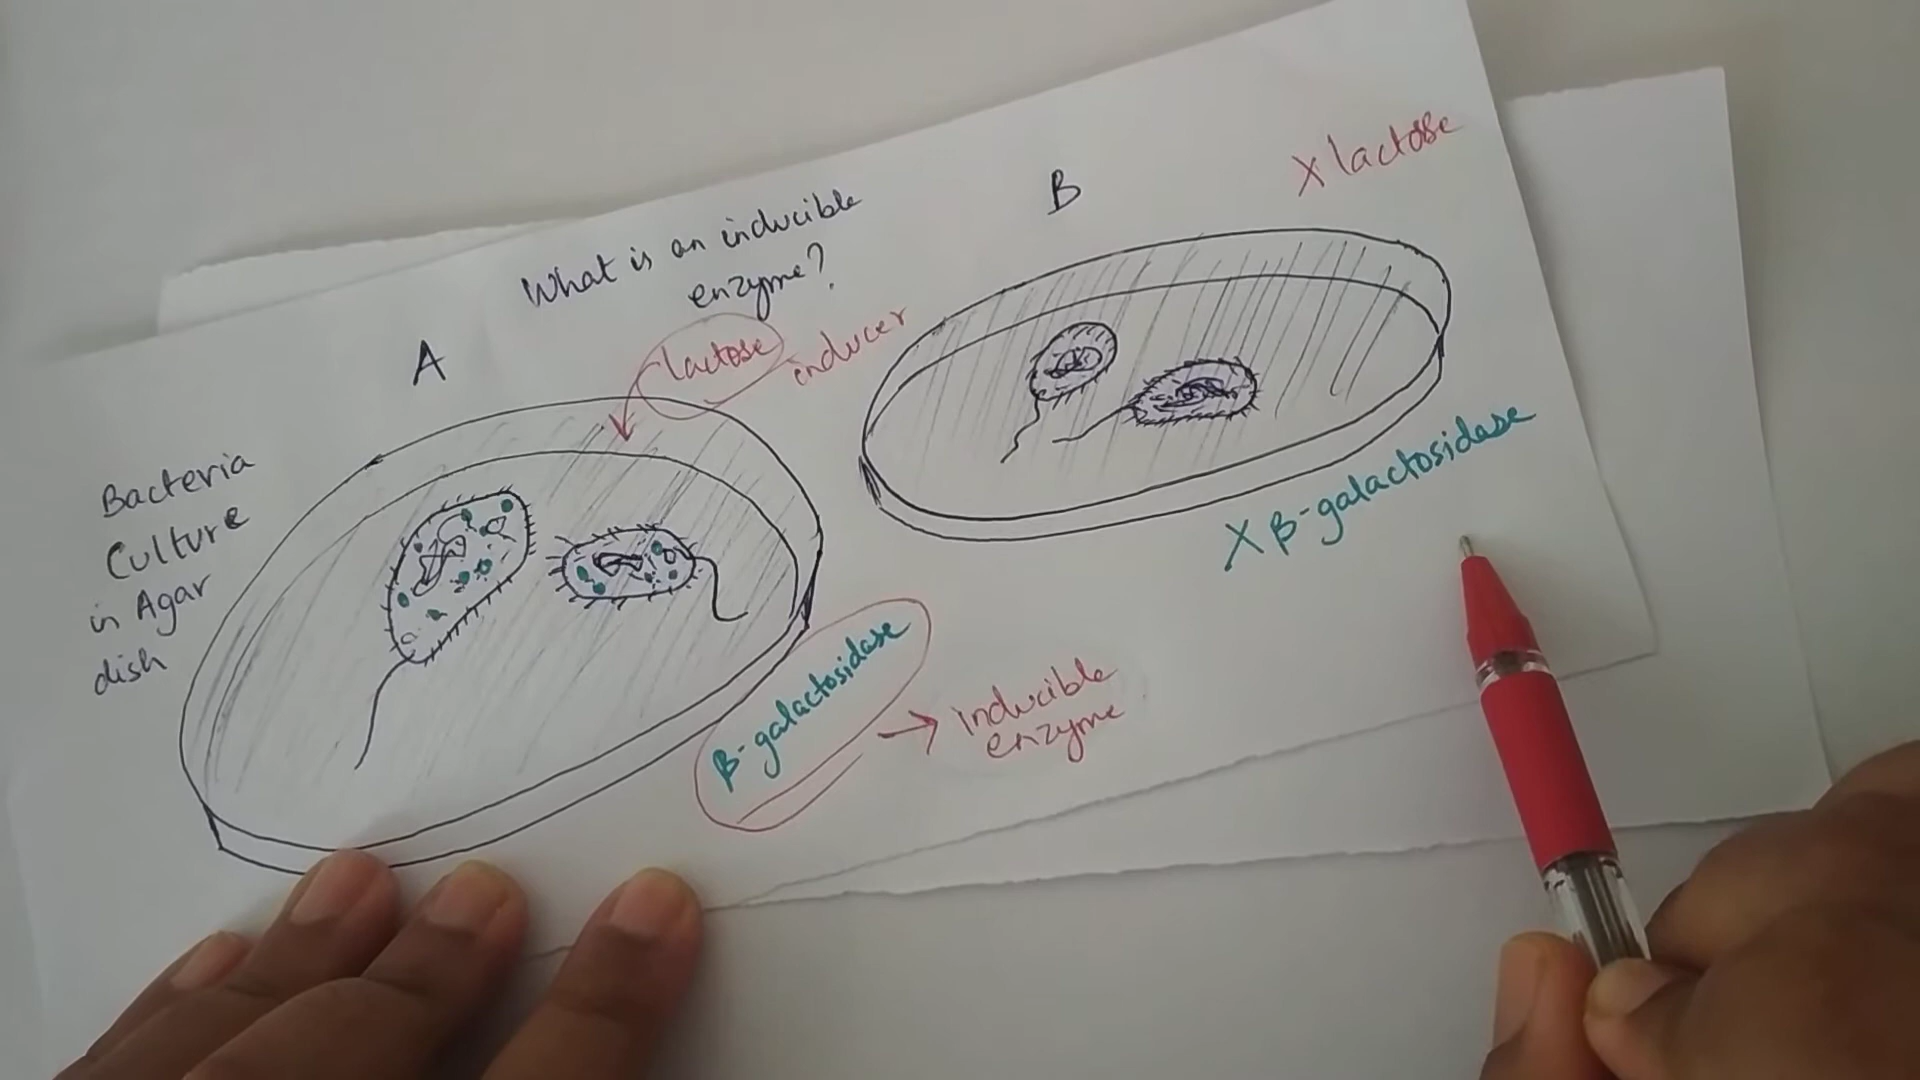 What is an inducible
enzyme?
A
B
X lactose
lactose
inducer
Bacteria
Culture
in Agar
dish
X β-galactosidase
β-galactosidase
→ inducible
enzyme